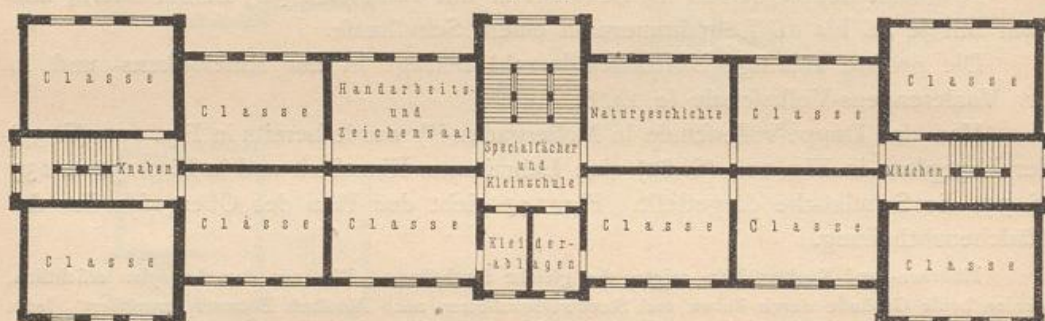 Classe
Classe
Classe
Handarbeits-
und
Zeichensaal
Naturgeschichte
Classe
Knaben
Specialfächer
und
Kleinschule
Mädchen
Classe
Classe
Classe
Kleider-
-ablagen
Classe
Classe
Classe